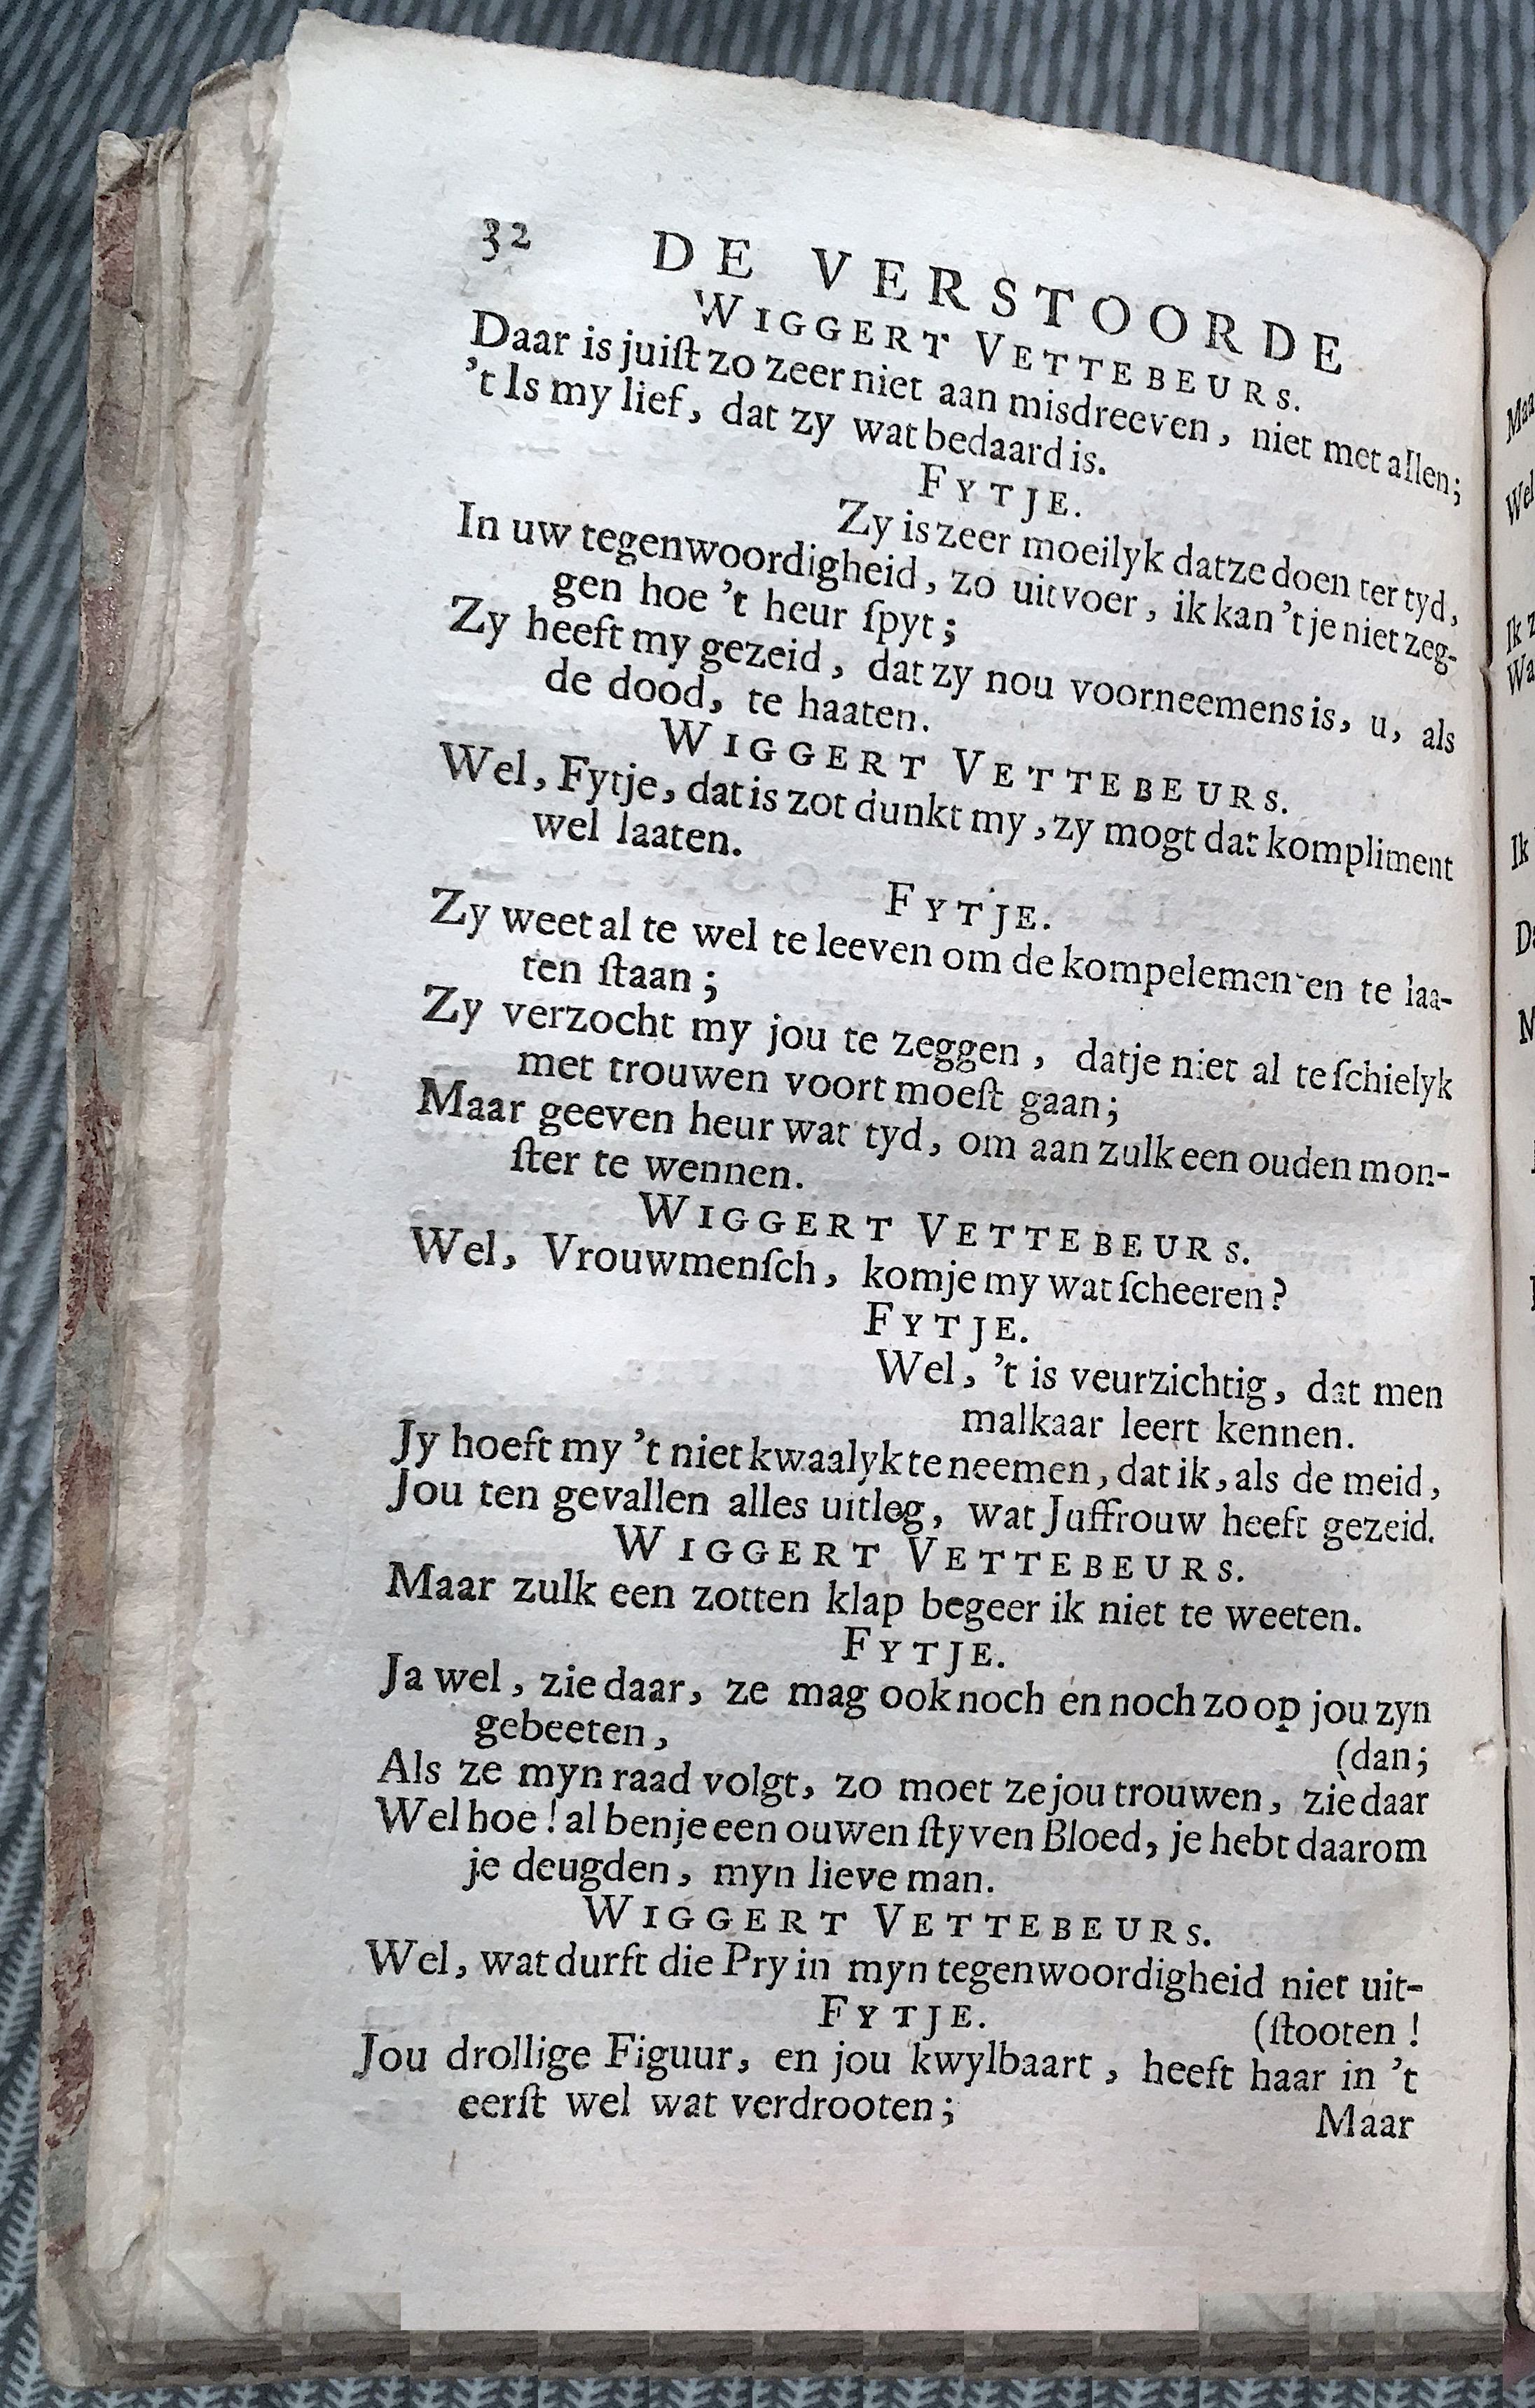 32 DE VERSTOORDE
WIGGERT VETTEBEURS.
Daar is juiſt zo zeer niet aan misdreeven, niet met allen;
't Is my lief, dat zy wat bedaard is.
FYTJE.
Zy is zeer moeilyk datze doen ter tyd,
In uw tegenwoordigheid, zo uitvoer, ik kan 't je niet zeg-
gen hoe 't heur ſpyt;
Zy heeft my gezeid, dat zy nou voorneemens is, u, als
de dood, te haaten.
WIGGERT VETTEBEURS.
Wel, Fytje, dat is zot dunkt my, zy mogt dat kompliment
wel laaten.
FYTJE.
Zy weet al te wel te leeven om de kompelementen te laa-
ten ſtaan;
Zy verzocht my jou te zeggen, datje niet al te ſchielyk
met trouwen voort moeſt gaan;
Maar geeven heur wat tyd, om aan zulk een ouden mon-
ſter te wennen.
WIGGERT VETTEBEURS.
Wel, Vrouwmenſch, komje my wat ſcheeren?
FYTJE.
Wel, 't is veurzichtig, dat men
malkaar leert kennen.
Jy hoeft my 't niet kwaalyk te neemen, dat ik, als de meid,
Jou ten gevallen alles uitleg, wat Juffrouw heeft gezeid.
WIGGERT VETTEBEURS.
Maar zulk een zotten klap begeer ik niet te weeten.
FYTJE.
Ja wel, zie daar, ze mag ook noch en noch zo op jou zyn
gebeeten,
(dan;
Als ze myn raad volgt, zo moet ze jou trouwen, zie daar
Wel hoe! al benje een ouwen ſtyven Bloed, je hebt daarom
je deugden, myn lieve man.
WIGGERT VETTEBEURS.
Wel, wat durft die Pry in myn tegenwoordigheid niet uit-
FYTJE. (ſtooten!
Jou drollige Figuur, en jou kwylbaart, heeft haar in 't
eerſt wel wat verdrooten;
Maar
Wel
Ik